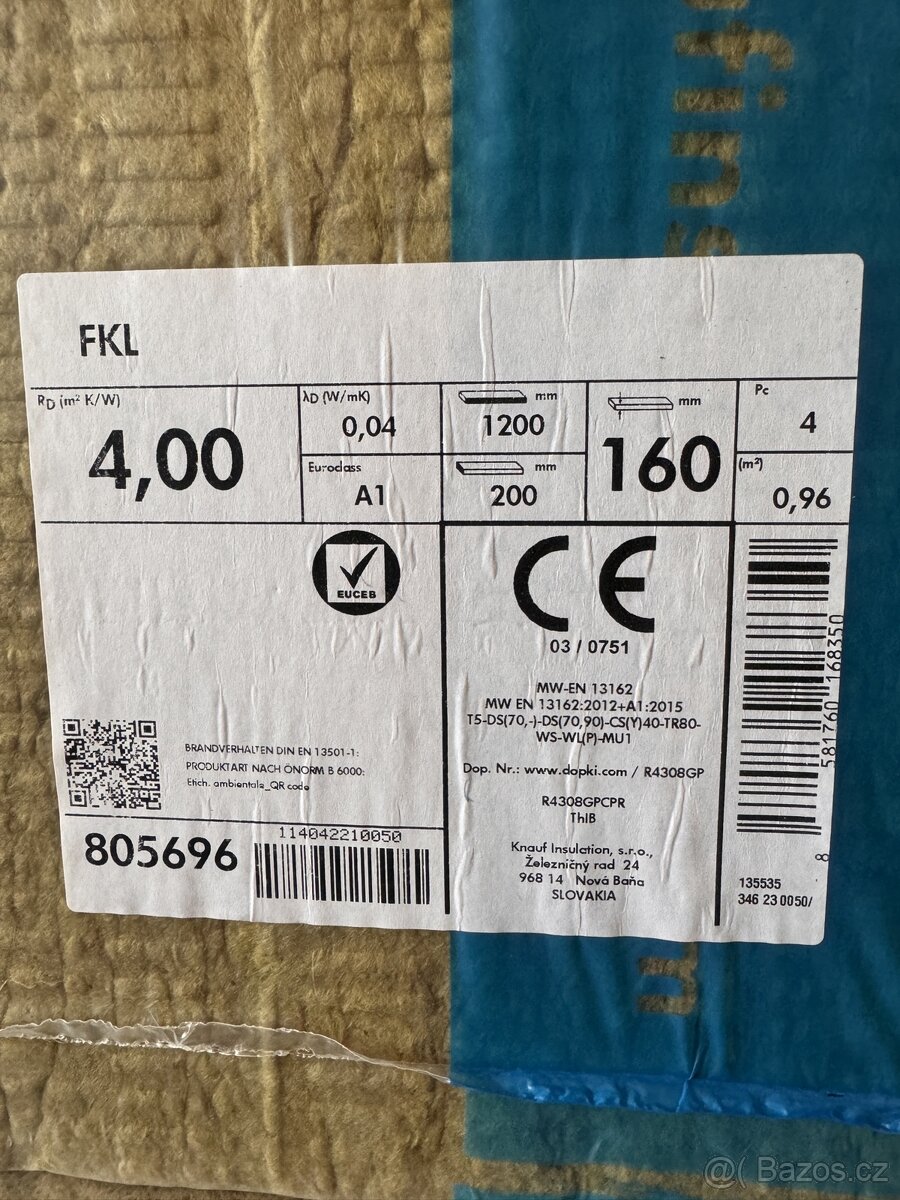 ofins
FKL
RD (m² K/W)
4,00
λD (W/mK)
0,04
Euroclass
A1
mm
1200
mm
200
mm
160
Pc
4
(m²)
0,96
EUCEB
BRANDVERHALTEN DIN EN 13501-1:
PRODUKTART NACH ÖNORM B 6000:
Etich. ambientale_QR code
805696
114042210050
CE
03 / 0751
MW-EN 13162
MW EN 13162:2012+A1:2015
T5-DS(70,-)-DS(70,90)-CS(Y)40-TR80-
WS-WL(P)-MU1
Dop. Nr.: www.dopki.com / R4308GP
R4308GPCPR
ThIB
Knauf Insulation, s.r.o.,
Železničný rad 24
968 14 Nová Baňa
SLOVAKIA
8 581760 168350
135535
346 23 0050/
n
@( Bazos.cz